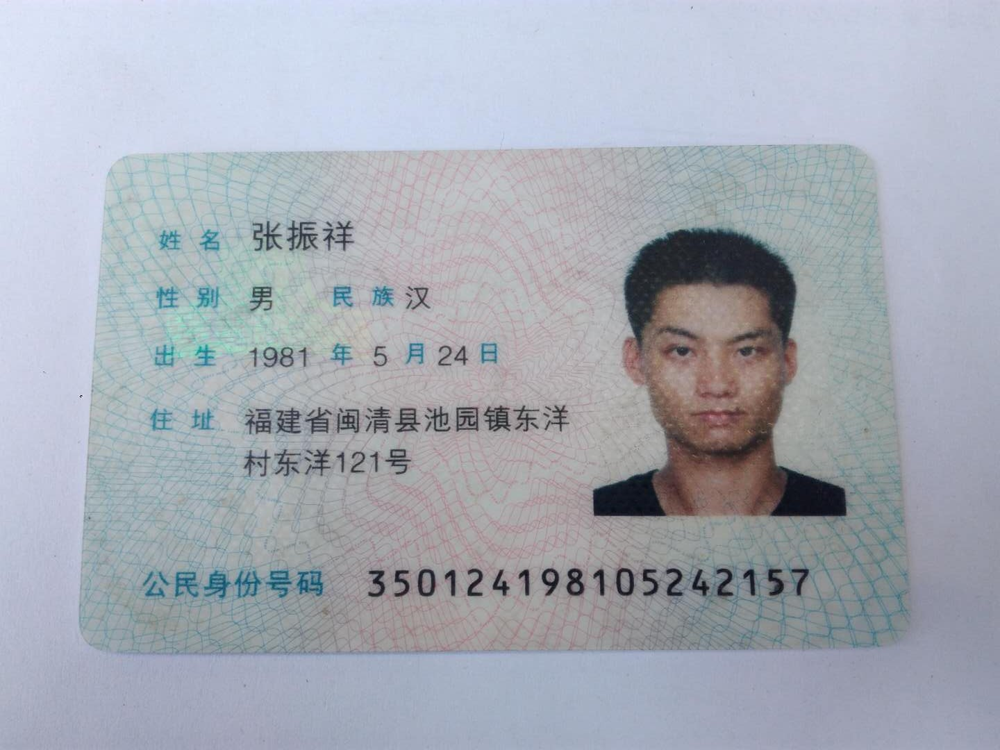 姓名 张振祥
性别 男 民族 汉
出生 1981 年 5 月 24 日
住址 福建省闽清县池园镇东洋
村东洋121号
公民身份号码 350124198105242157